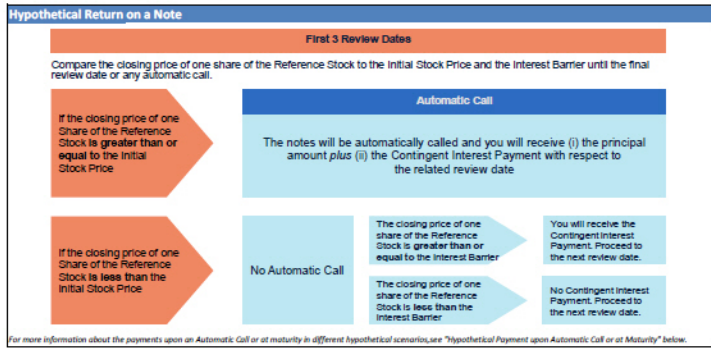 Hypothetical Return on a Note
First 3 Review Dates
Compare the closing price of one share of the Reference Stock to the Initial Stock Price and the Interest Barrier until the final
review date or any automatic call.
If the closing price of one
Share of the Reference
Stock is greater than or
equal to the Initial
Stock Price
Automatic Call
The notes will be automatically called and you will receive (i) the principal
amount plus (ii) the Contingent Interest Payment with respect to
the related review date
If the closing price of one
Share of the Reference
Stock is less than the
Initial Stock Price
No Automatic Call
The closing price of one
share of the Reference
Stock is greater than or
equal to the Interest Barrier
You will receive the
Contingent Interest
Payment. Proceed to
the next review date.
The closing price of one
share of the Reference
Stock is less than the
Interest Barrier
No Contingent Interest
Payment. Proceed to
the next review date.
For more information about the payments upon an Automatic Call or at maturity in different hypothetical scenarios,see "Hypothetical Payment upon Automatic Call or at Maturity" below.